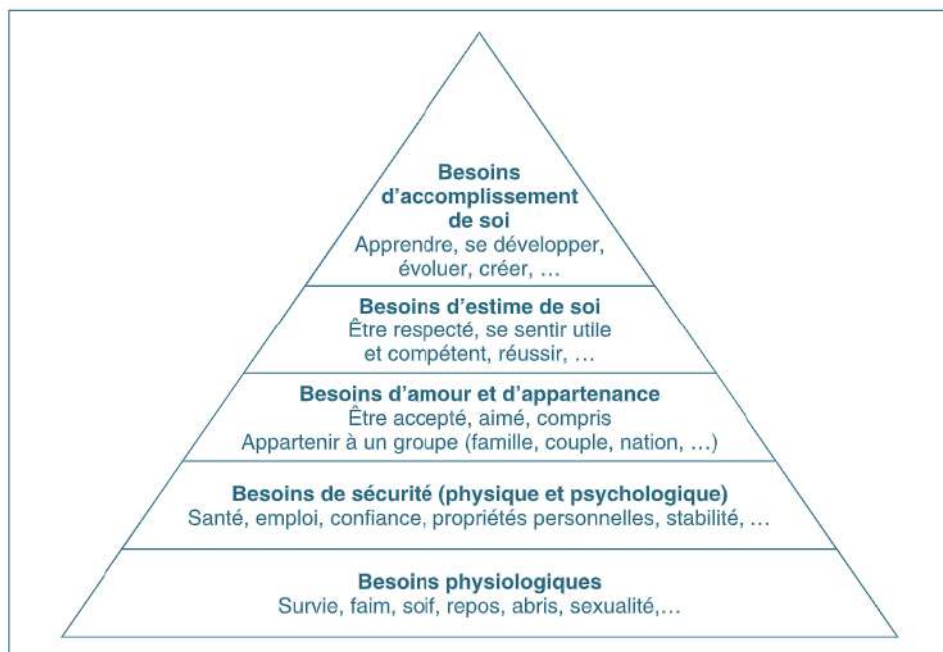 Besoins
d'accomplissement
de soi
Apprendre, se développer,
évoluer, créer, …
Besoins d'estime de soi
Être respecté, se sentir utile
et compétent, réussir, …
Besoins d'amour et d'appartenance
Être accepté, aimé, compris
Appartenir à un groupe (famille, couple, nation, …)
Besoins de sécurité (physique et psychologique)
Santé, emploi, confiance, propriétés personnelles, stabilité, …
Besoins physiologiques
Survie, faim, soif, repos, abris, sexualité,…